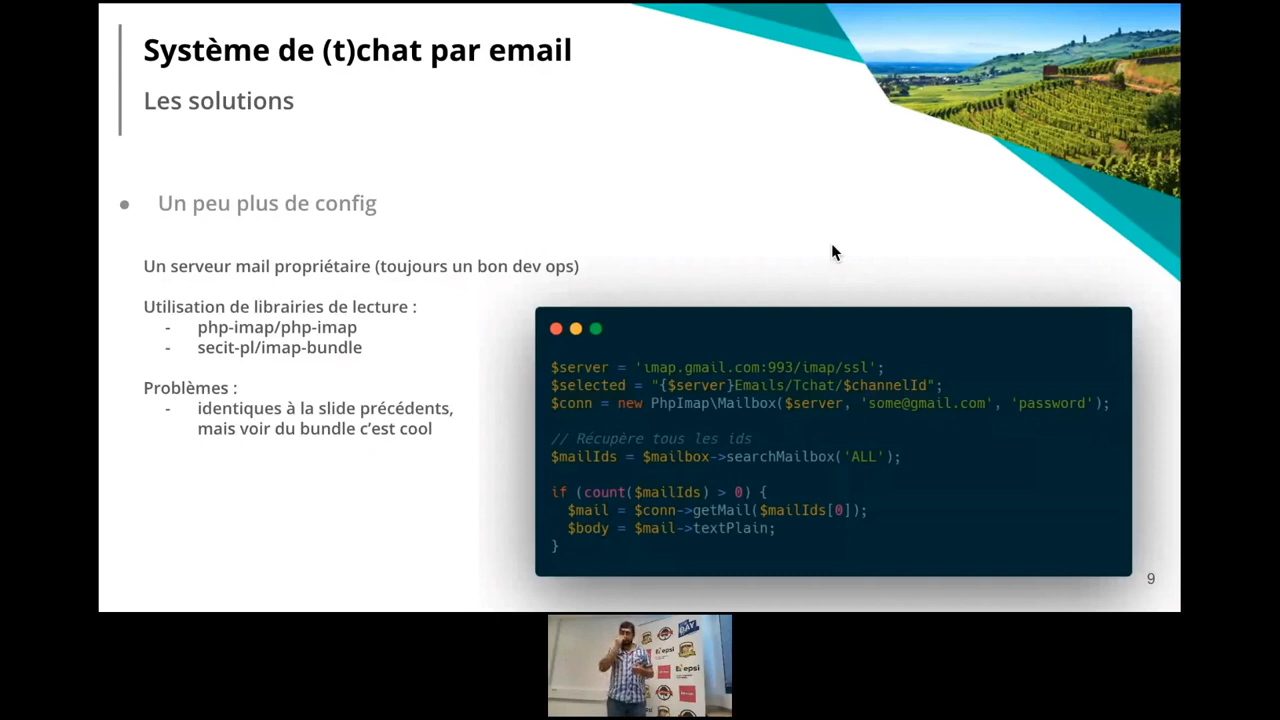 Système de (t)chat par email
Les solutions
● Un peu plus de config
Un serveur mail propriétaire (toujours un bon dev ops)
Utilisation de librairies de lecture :
- php-imap/php-imap
- secit-pl/imap-bundle
Problèmes :
- identiques à la slide précédents,
mais voir du bundle c'est cool
$server = 'imap.gmail.com:993/imap/ssl';
$selected = "{$server}Emails/Tchat/$channelId";
$conn = new PhpImap\Mailbox($server, 'some@gmail.com', 'password');
// Récupère tous les ids
$mailIds = $mailbox->searchMailbox('ALL');
if (count($mailIds) > 0) {
$mail = $conn->getMail($mailIds[0]);
$body = $mail->textPlain;
}
9
epsi
epsi